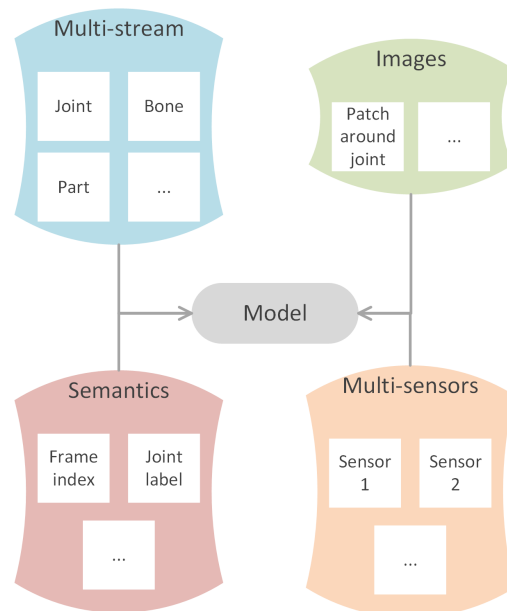 Multi-stream
Joint
Bone
Part
...
Images
Patch
around
joint
...
Model
Semantics
Frame
index
Joint
label
...
Multi-sensors
Sensor
1
Sensor
2
...